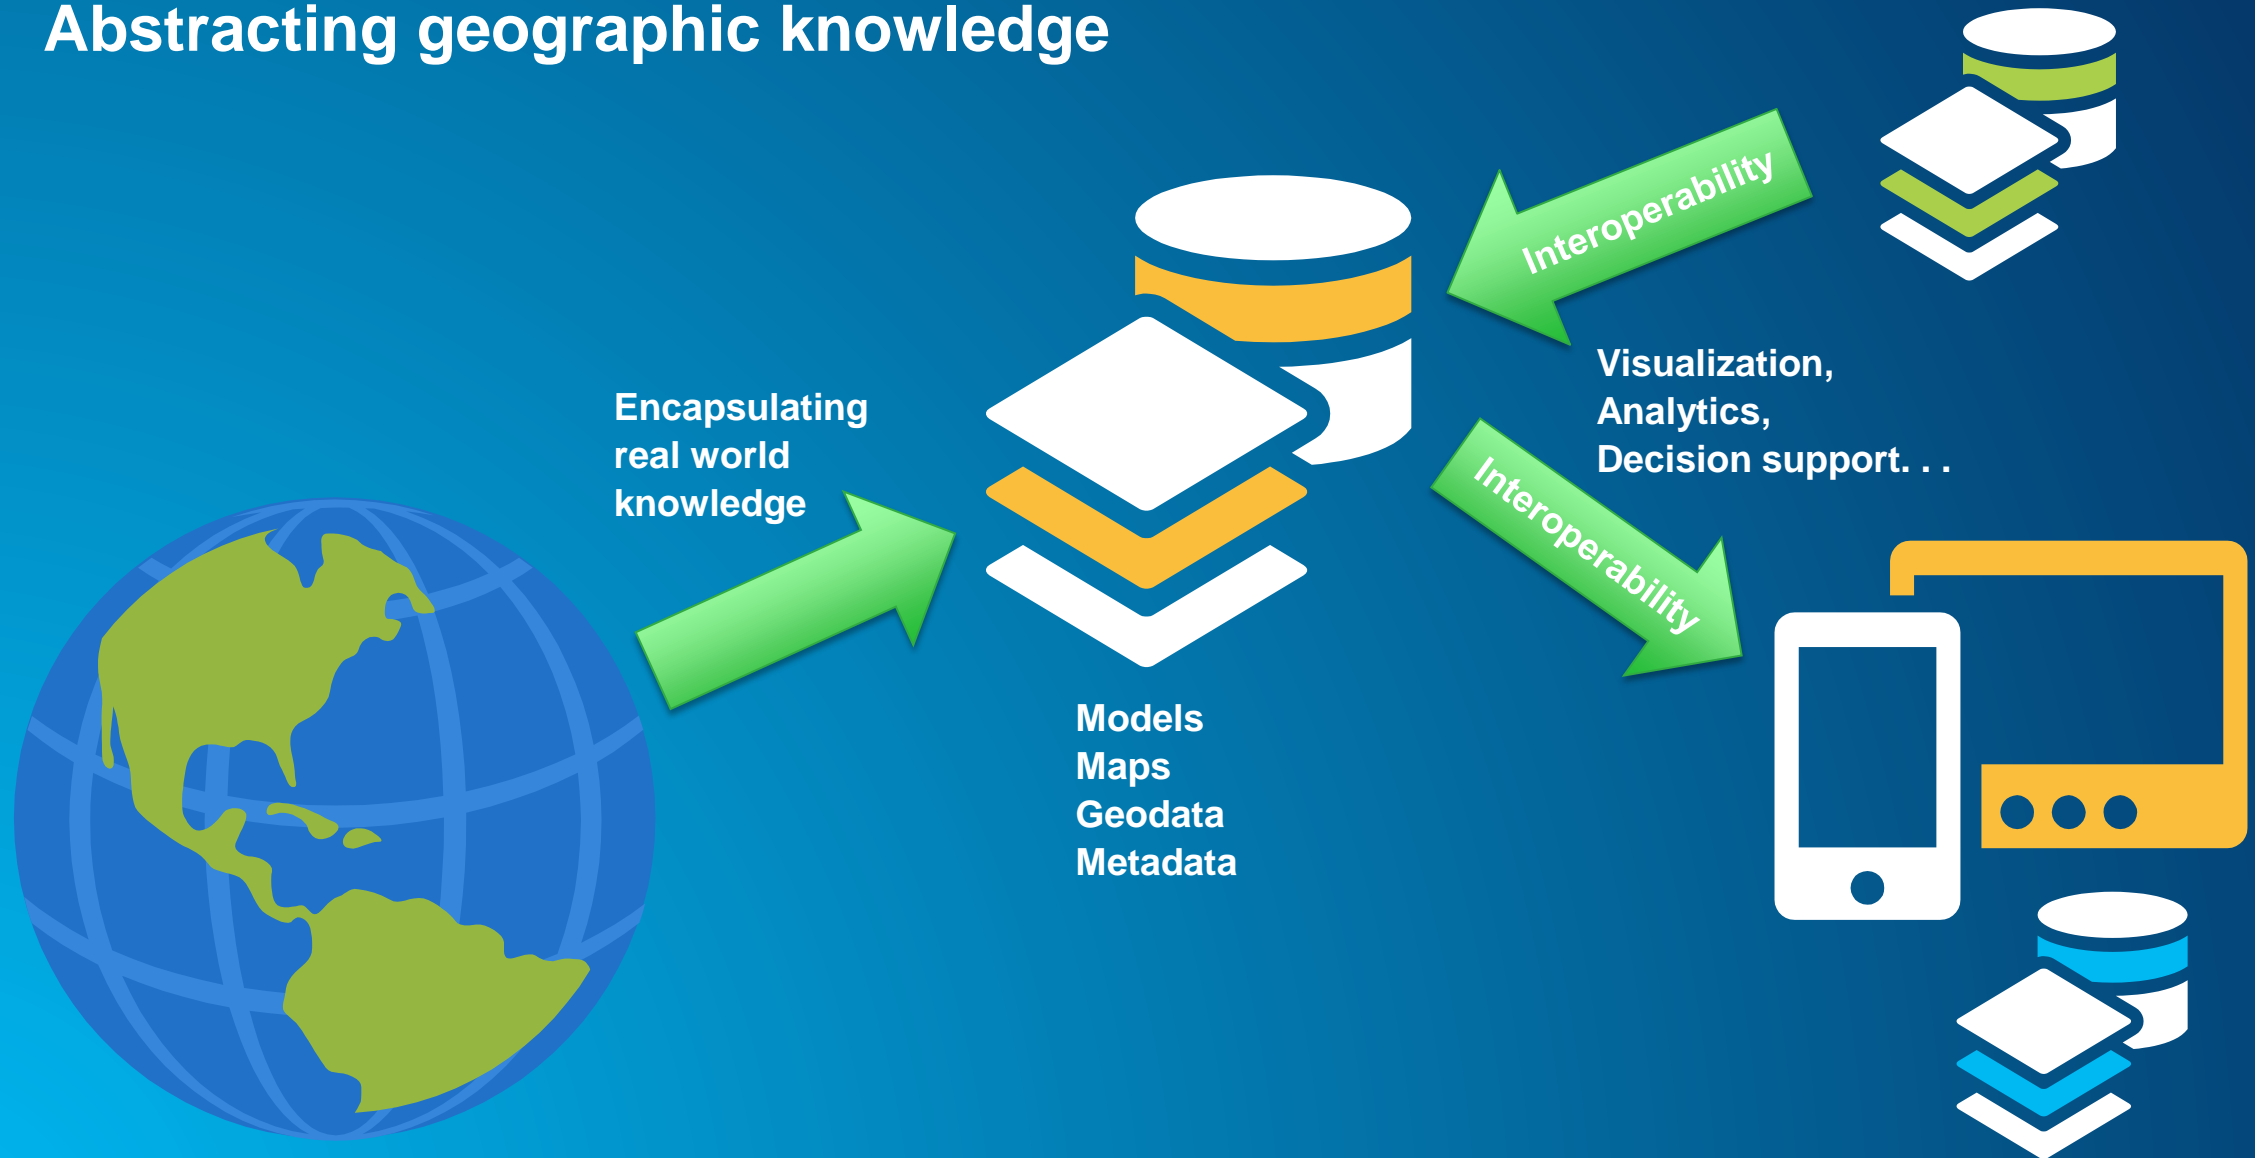 Abstracting geographic knowledge
Interoperability
Visualization,
Analytics,
Decision support. . .
Encapsulating
real world
knowledge
Interoperability
Models
Maps
Geodata
Metadata